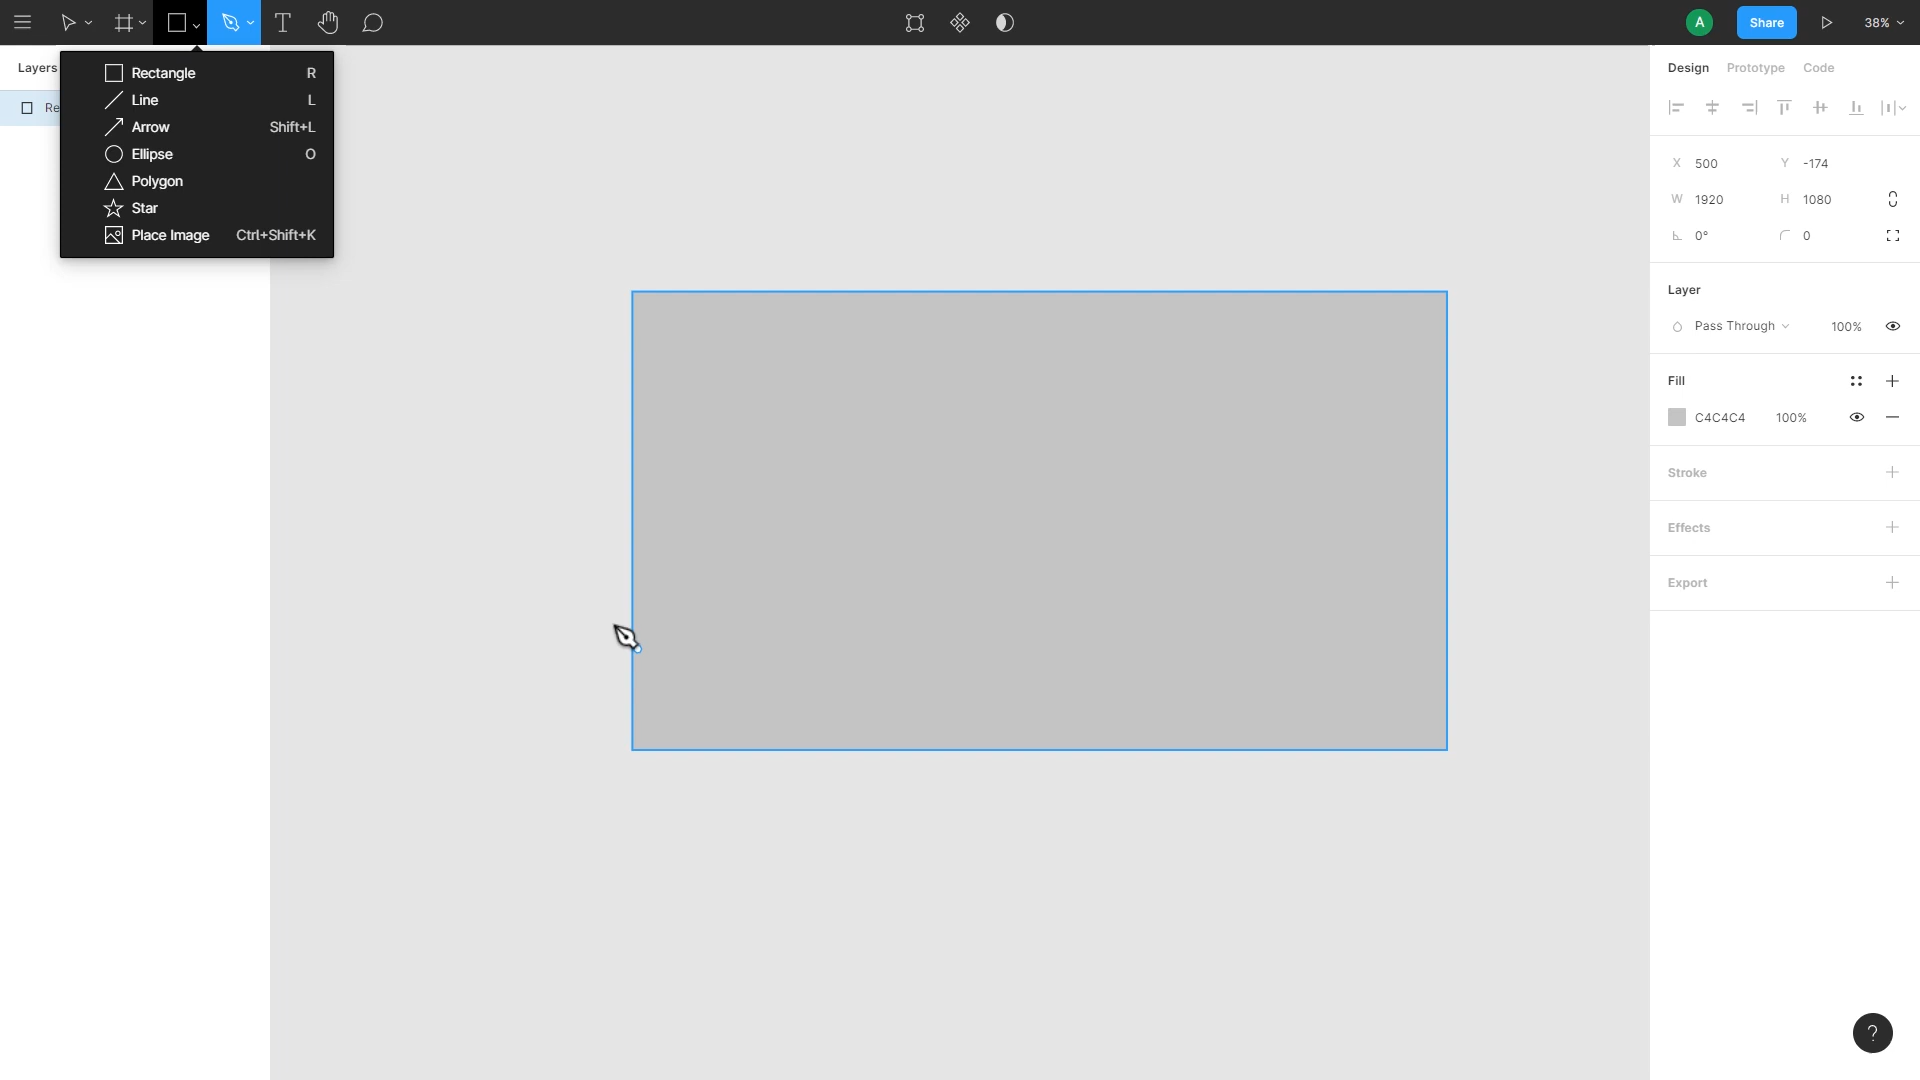 A
Share
38%
Layers
Re
Rectangle R
Line L
Arrow Shift+L
Ellipse O
Polygon
Star
Place Image Ctrl+Shift+K
Design Prototype Code
X 500 Y -174
W 1920 H 1080
0° 0
Layer
Pass Through 100%
Fill
C4C4C4 100%
Stroke
Effects
Export
?